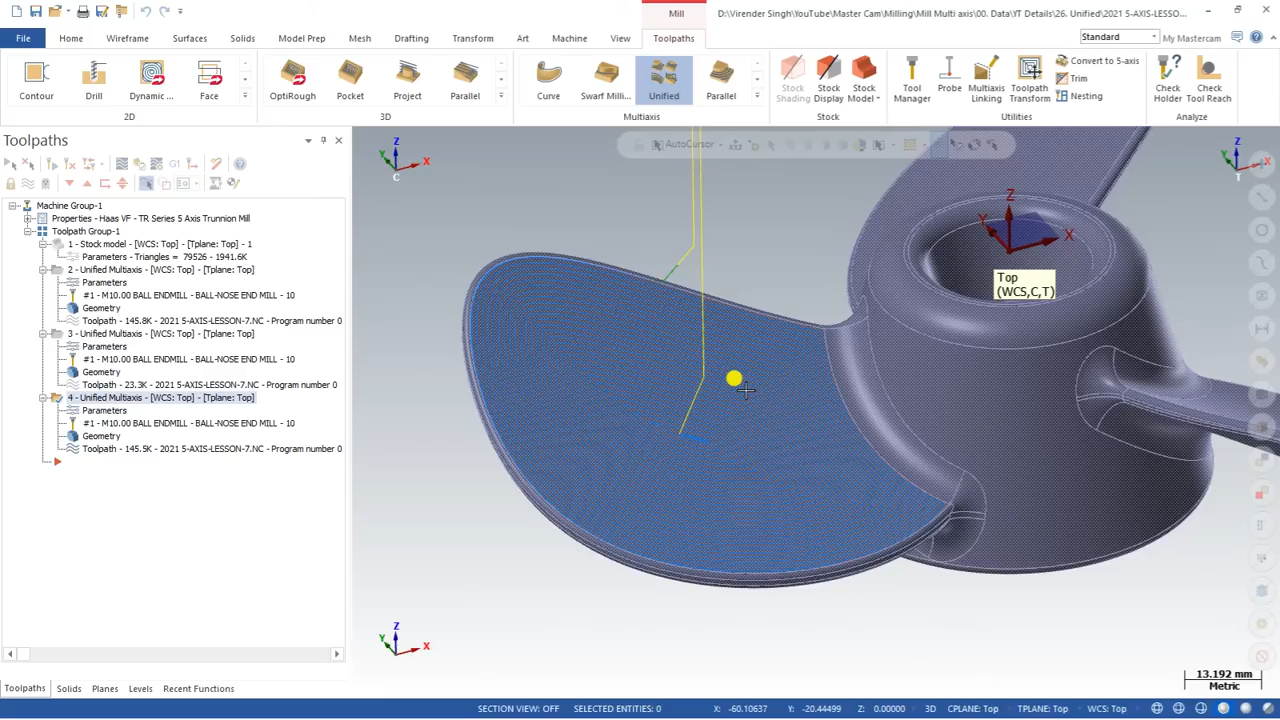 Mill
D:\Virender Singh\YouTube\Master Cam\Milling\Mill Multi axis\00. Data\YT Details\26. Unified\2021 5-AXIS-LESSO...
File
Home
Wireframe
Surfaces
Solids
Model Prep
Mesh
Drafting
Transform
Art
Machine
View
Toolpaths
Standard
My Mastercam
Contour
Drill
Dynamic ...
Face
OptiRough
Pocket
Project
Parallel
Curve
Swarf Milli...
Unified
Parallel
Stock Shading
Stock Display
Stock Model
Tool Manager
Probe
Multiaxis Linking
Toolpath Transform
Convert to 5-axis
Trim
Nesting
Check Holder
Check Tool Reach
2D
3D
Multiaxis
Stock
Utilities
Analyze
Toolpaths
G1
AutoCursor
Machine Group-1
Properties - Haas VF - TR Series 5 Axis Trunnion Mill
Toolpath Group-1
1 - Stock model - [WCS: Top] - [Tplane: Top] - 1
Parameters - Triangles = 79526 - 1941.6K
2 - Unified Multiaxis - [WCS: Top] - [Tplane: Top]
Parameters
#1 - M10.00 BALL ENDMILL - BALL-NOSE END MILL - 10
Geometry
Toolpath - 145.8K - 2021 5-AXIS-LESSON-7.NC - Program number 0
3 - Unified Multiaxis - [WCS: Top] - [Tplane: Top]
Parameters
#1 - M10.00 BALL ENDMILL - BALL-NOSE END MILL - 10
Geometry
Toolpath - 23.3K - 2021 5-AXIS-LESSON-7.NC - Program number 0
4 - Unified Multiaxis - [WCS: Top] - [Tplane: Top]
Parameters
#1 - M10.00 BALL ENDMILL - BALL-NOSE END MILL - 10
Geometry
Toolpath - 145.5K - 2021 5-AXIS-LESSON-7.NC - Program number 0
Z
Y
X
C
Z
Y
X
T
Z
Y
X
Top
(WCS,C,T)
Z
Y
X
13.192 mm
Metric
Toolpaths
Solids
Planes
Levels
Recent Functions
SECTION VIEW: OFF
SELECTED ENTITIES: 0
X: -60.10637
Y: -20.44499
Z: 0.00000
3D
CPLANE: Top
TPLANE: Top
WCS: Top